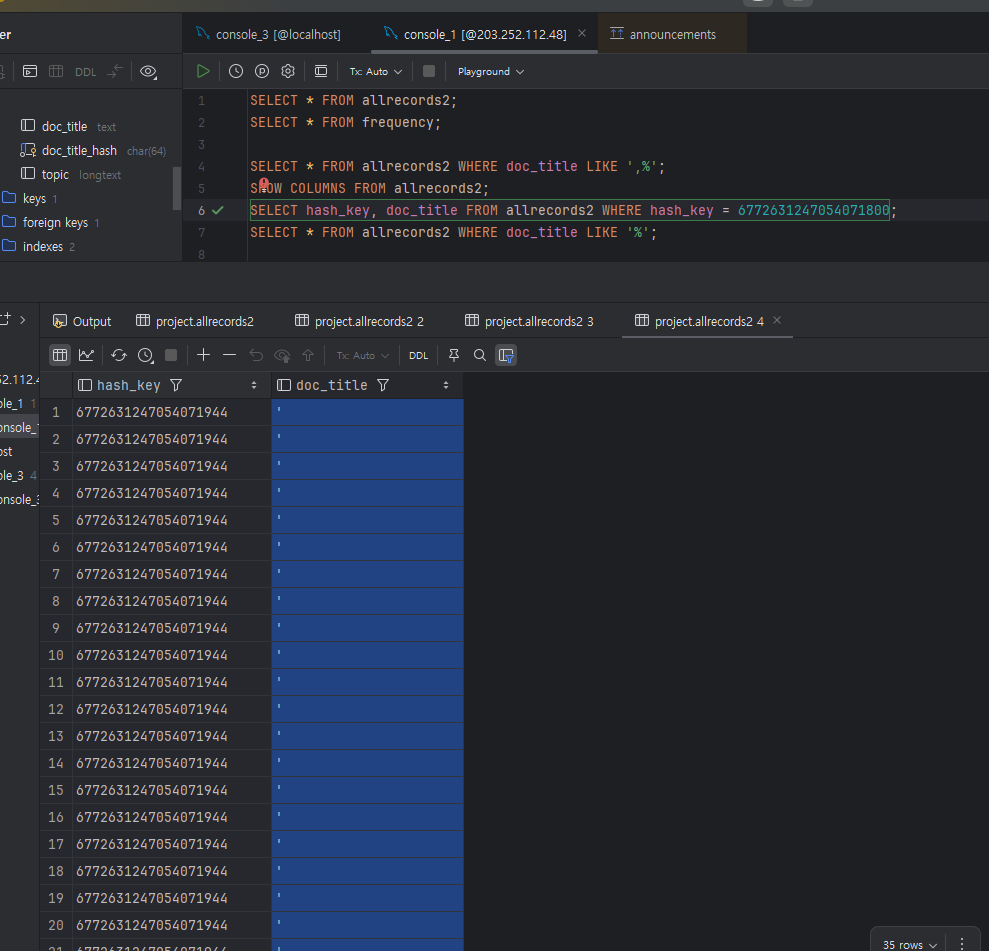 er
console_3 [@localhost]
console_1 [@203.252.112.48]
announcements
DDL
Tx: Auto
Playground
doc_title text
doc_title_hash char(64)
topic longtext
keys 1
foreign keys 1
indexes 2
1 SELECT * FROM allrecords2;
2 SELECT * FROM frequency;
3
4 SELECT * FROM allrecords2 WHERE doc_title LIKE ',%';
5 SHOW COLUMNS FROM allrecords2;
6 SELECT hash_key, doc_title FROM allrecords2 WHERE hash_key = 6772631247054071800;
7 SELECT * FROM allrecords2 WHERE doc_title LIKE '%';
8
Output
project.allrecords2
project.allrecords2 2
project.allrecords2 3
project.allrecords2 4
Tx: Auto
DDL
52.112.4
ole_1 1
onsole_
ost
ole_3 4
onsole_3
hash_key doc_title
1 6772631247054071944 '
2 6772631247054071944 '
3 6772631247054071944 '
4 6772631247054071944 '
5 6772631247054071944 '
6 6772631247054071944 '
7 6772631247054071944 '
8 6772631247054071944 '
9 6772631247054071944 '
10 6772631247054071944 '
11 6772631247054071944 '
12 6772631247054071944 '
13 6772631247054071944 '
14 6772631247054071944 '
15 6772631247054071944 '
16 6772631247054071944 '
17 6772631247054071944 '
18 6772631247054071944 '
19 6772631247054071944 '
20 6772631247054071944 '
21 6772631247054071944 '
35 rows